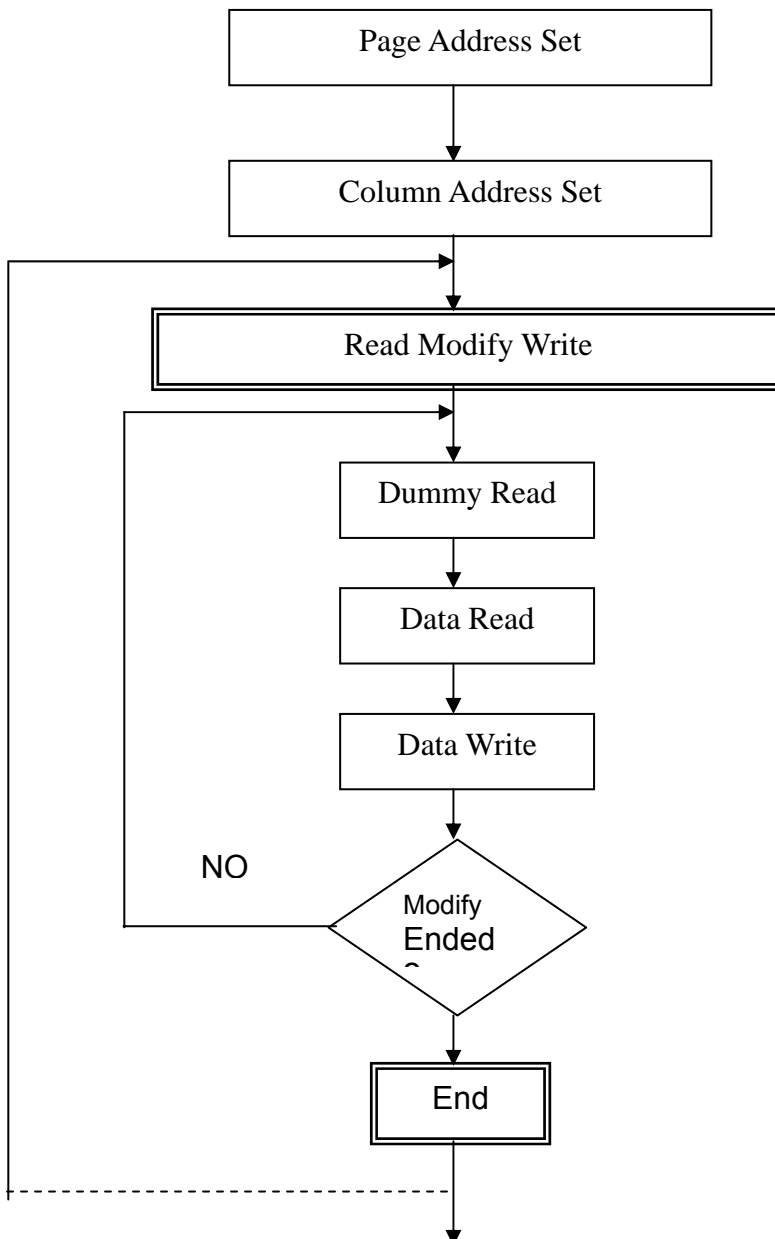 Page Address Set
Column Address Set
Read Modify Write
Dummy Read
Data Read
Data Write
NO
Modify
Ended
End